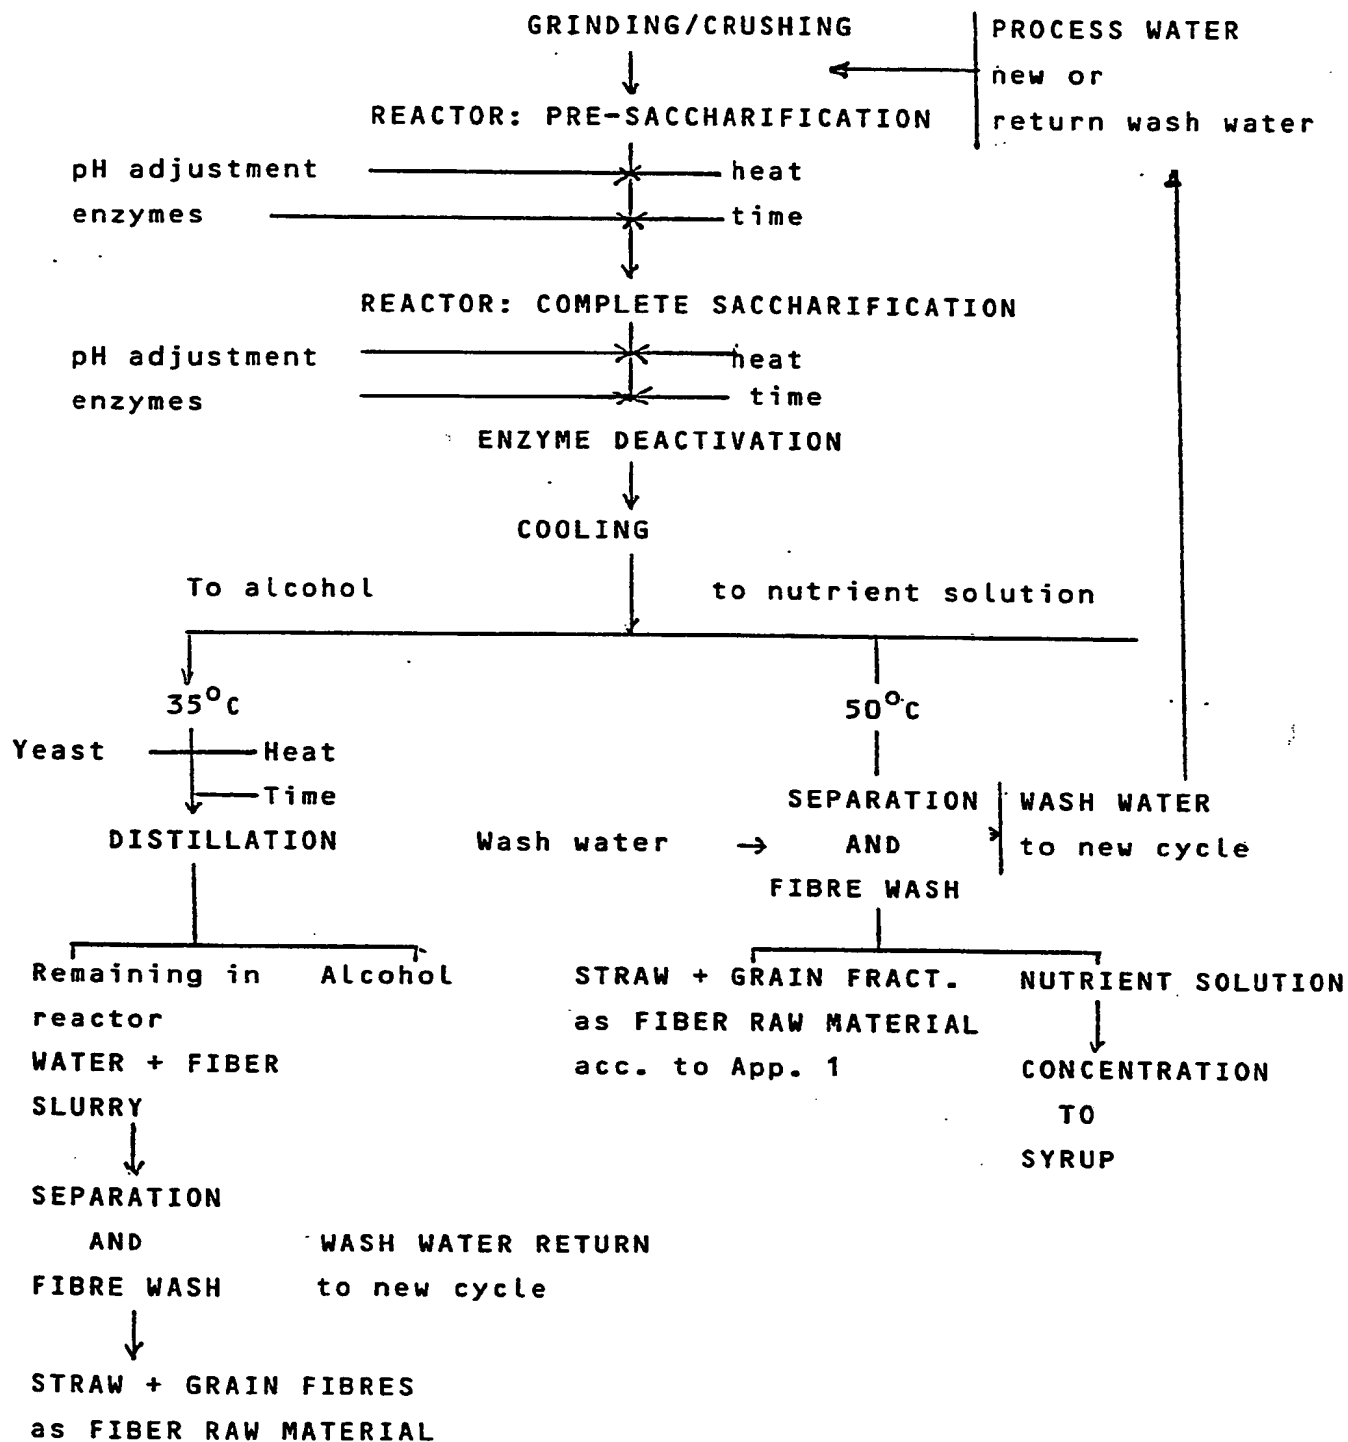 GRINDING/CRUSHING
PROCESS WATER
new or
return wash water
REACTOR: PRE-SACCHARIFICATION
pH adjustment
heat
enzymes
time
REACTOR: COMPLETE SACCHARIFICATION
pH adjustment
heat
enzymes
time
ENZYME DEACTIVATION
COOLING
To alcohol
to nutrient solution
35°C
50°C
Yeast
Heat
Time
DISTILLATION
Wash water
SEPARATION
AND
FIBRE WASH
WASH WATER
to new cycle
Remaining in
reactor
WATER + FIBER
SLURRY
Alcohol
STRAW + GRAIN FRACT.
as FIBER RAW MATERIAL
acc. to App. 1
NUTRIENT SOLUTION
CONCENTRATION
TO
SYRUP
SEPARATION
AND
FIBRE WASH
WASH WATER RETURN
to new cycle
STRAW + GRAIN FIBRES
as FIBER RAW MATERIAL